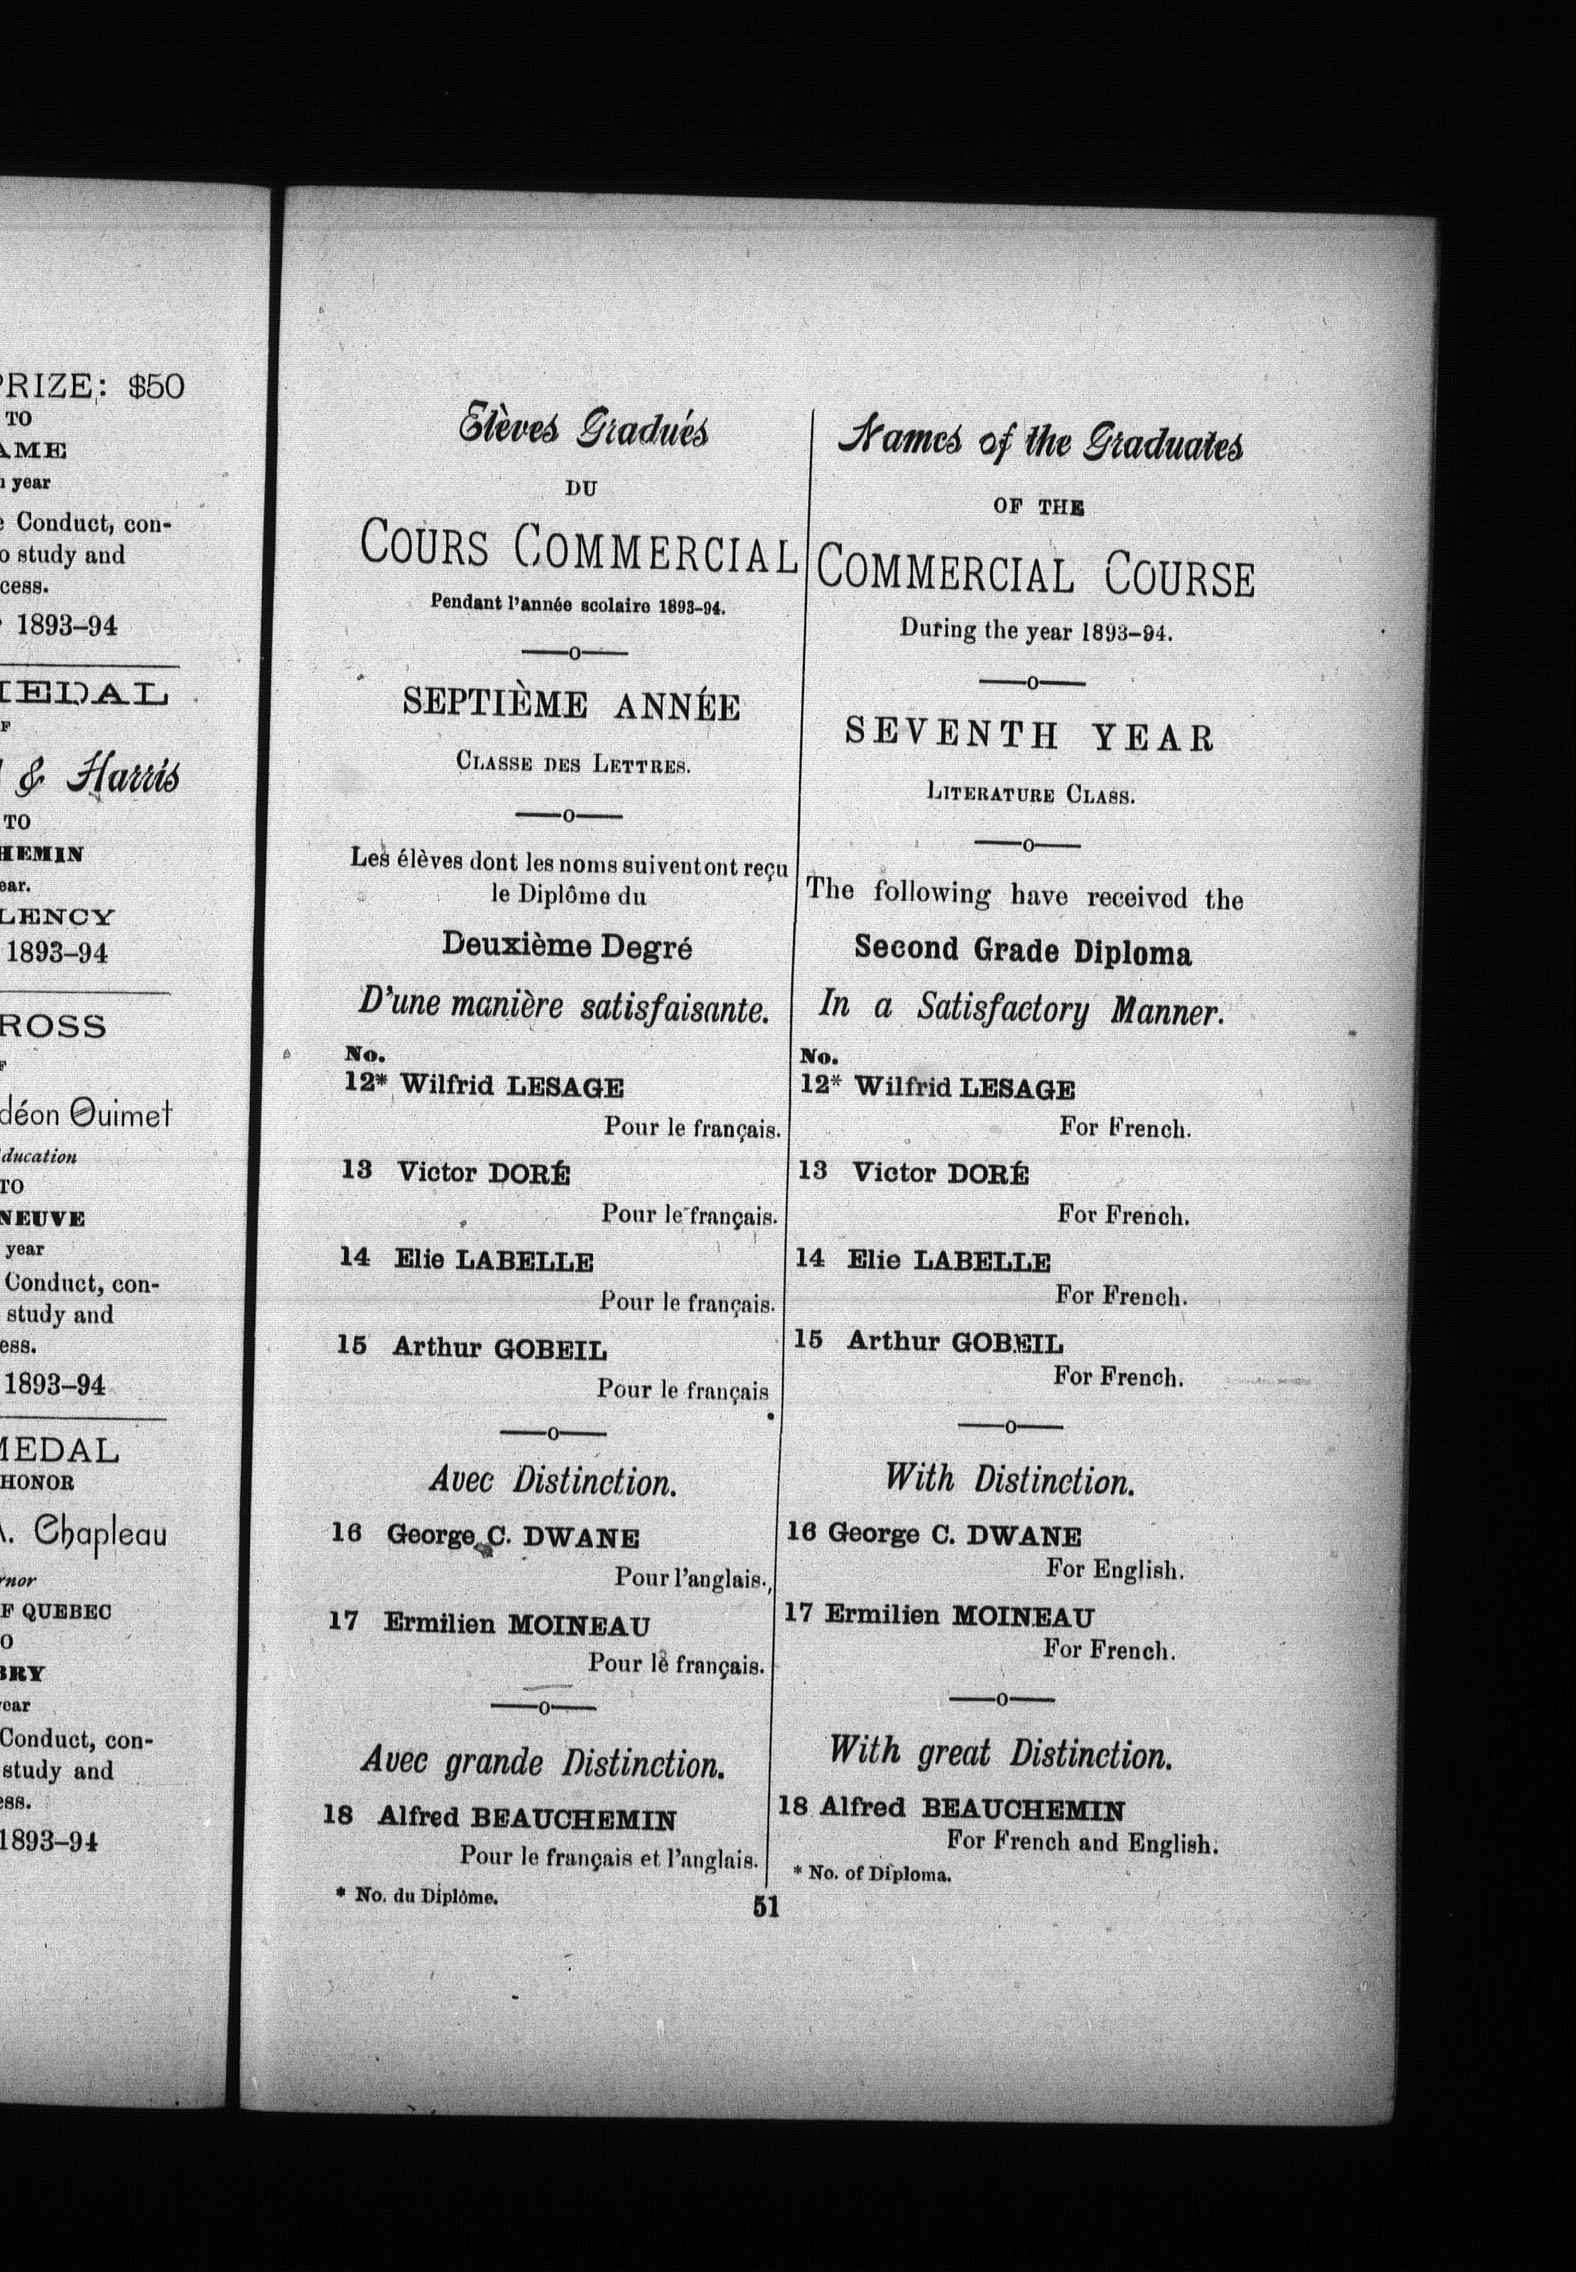 PRIZE: $50
TO
AME
year
Conduct, con-
o study and
cess.
1893-94
MEDAL
F
& Harris
TO
HEMIN
ear.
LENCY
1893-94
ROSS
F
déon Ouimet
ducation
TO
NEUVE
year
Conduct, con-
study and
ess.
1893-94
MEDAL
HONOR
A. Chapleau
rnor
F QUEBEC
O
BRY
year
Conduct, con-
study and
ess.
1893-94
Elèves Gradués
DU
COURS COMMERCIAL
Pendant l'année scolaire 1893-94.
SEPTIÈME ANNÉE
CLASSE DES LETTRES.
Les élèves dont les noms suivent ont reçu
le Diplôme du
Deuxième Degré
D'une manière satisfaisante.
No.
12* Wilfrid LESAGE
Pour le français.
13 Victor DORÉ
Pour le français.
14 Elie LABELLE
Pour le français.
15 Arthur GOBEIL
Pour le français
Avec Distinction.
16 George C. DWANE
Pour l'anglais.
17 Ermilien MOINEAU
Pour le français.
Avec grande Distinction.
18 Alfred BEAUCHEMIN
Pour le français et l'anglais.
* No. du Diplôme.
Names of the Graduates
OF THE
COMMERCIAL COURSE
During the year 1893-94.
SEVENTH YEAR
LITERATURE CLASS.
The following have received the
Second Grade Diploma
In a Satisfactory Manner.
No.
12* Wilfrid LESAGE
For French.
13 Victor DORÉ
For French.
14 Elie LABELLE
For French.
15 Arthur GOBEIL
For French.
With Distinction.
16 George C. DWANE
For English.
17 Ermilien MOINEAU
For French.
With great Distinction.
18 Alfred BEAUCHEMIN
For French and English.
* No. of Diploma.
51